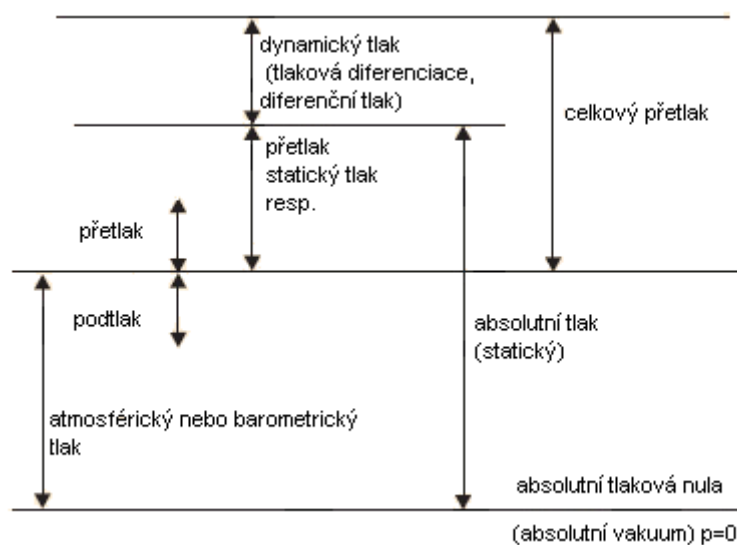 dynamický tlak
(tlaková diferenciace,
diferenční tlak)
celkový přetlak
přetlak
statický tlak
resp.
přetlak
podtlak
absolutní tlak
(statický)
atmosférický nebo barometrický
tlak
absolutní tlaková nula
(absolutní vakuum) p=0